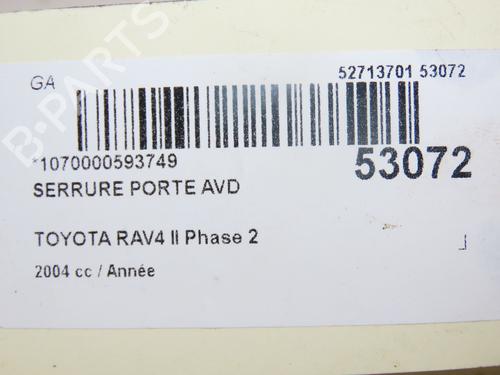 GA
52713701 53072
*1070000593749
53072
SERRURE PORTE AVD
TOYOTA RAV4 II Phase 2
2004 cc / Année
B-PARTS